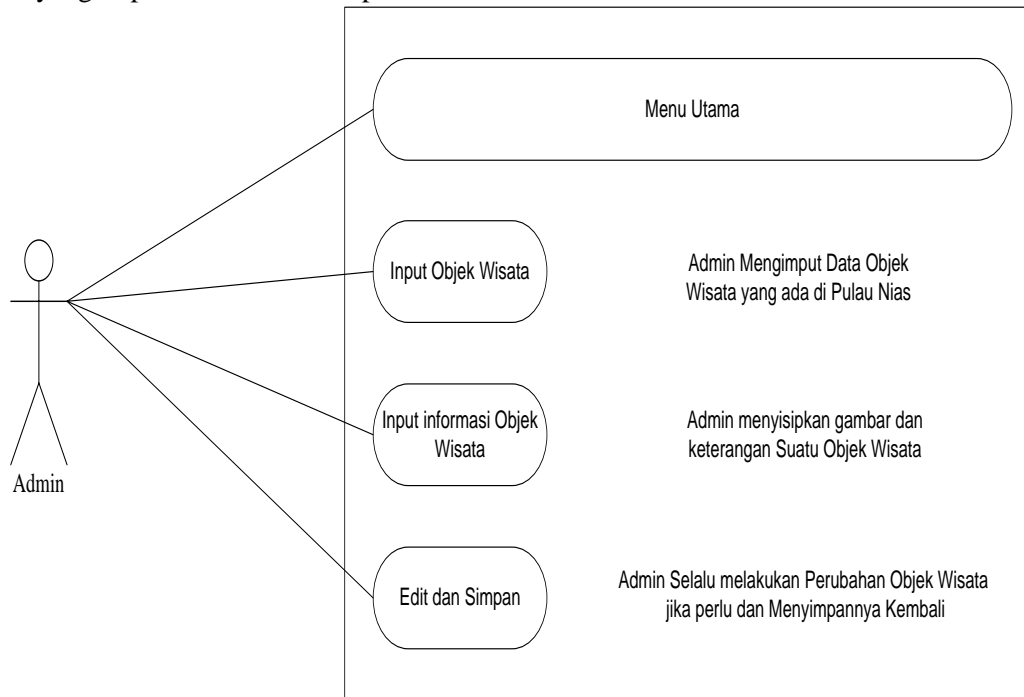 Menu Utama
Input Objek Wisata
Admin Mengimput Data Objek
Wisata yang ada di Pulau Nias
Input informasi Objek
Wisata
Admin menyisipkan gambar dan
keterangan Suatu Objek Wisata
Admin
Edit dan Simpan
Admin Selalu melakukan Perubahan Objek Wisata
jika perlu dan Menyimpannya Kembali